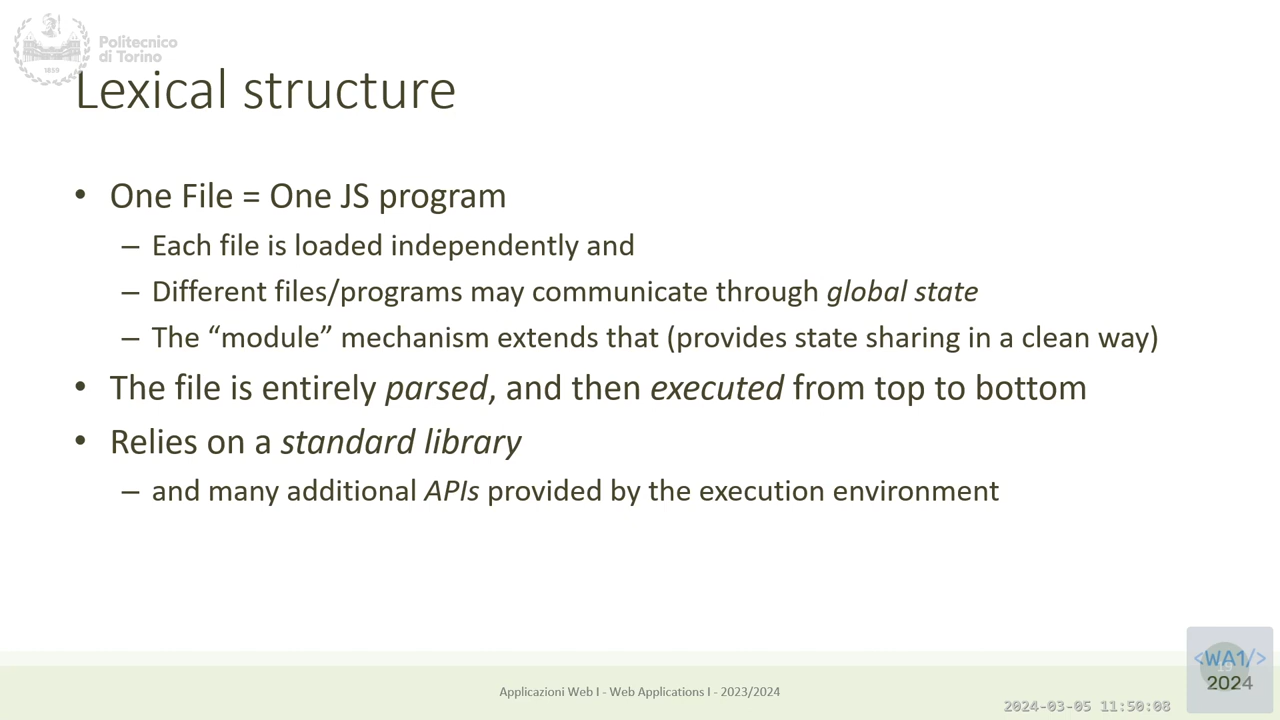 Politecnico
di Torino
1859
Lexical structure
• One File = One JS program
– Each file is loaded independently and
– Different files/programs may communicate through global state
– The “module” mechanism extends that (provides state sharing in a clean way)
• The file is entirely parsed, and then executed from top to bottom
• Relies on a standard library
– and many additional APIs provided by the execution environment
Applicazioni Web I - Web Applications I - 2023/2024
<WA1/>
2024
2024-03-05 11:50:08